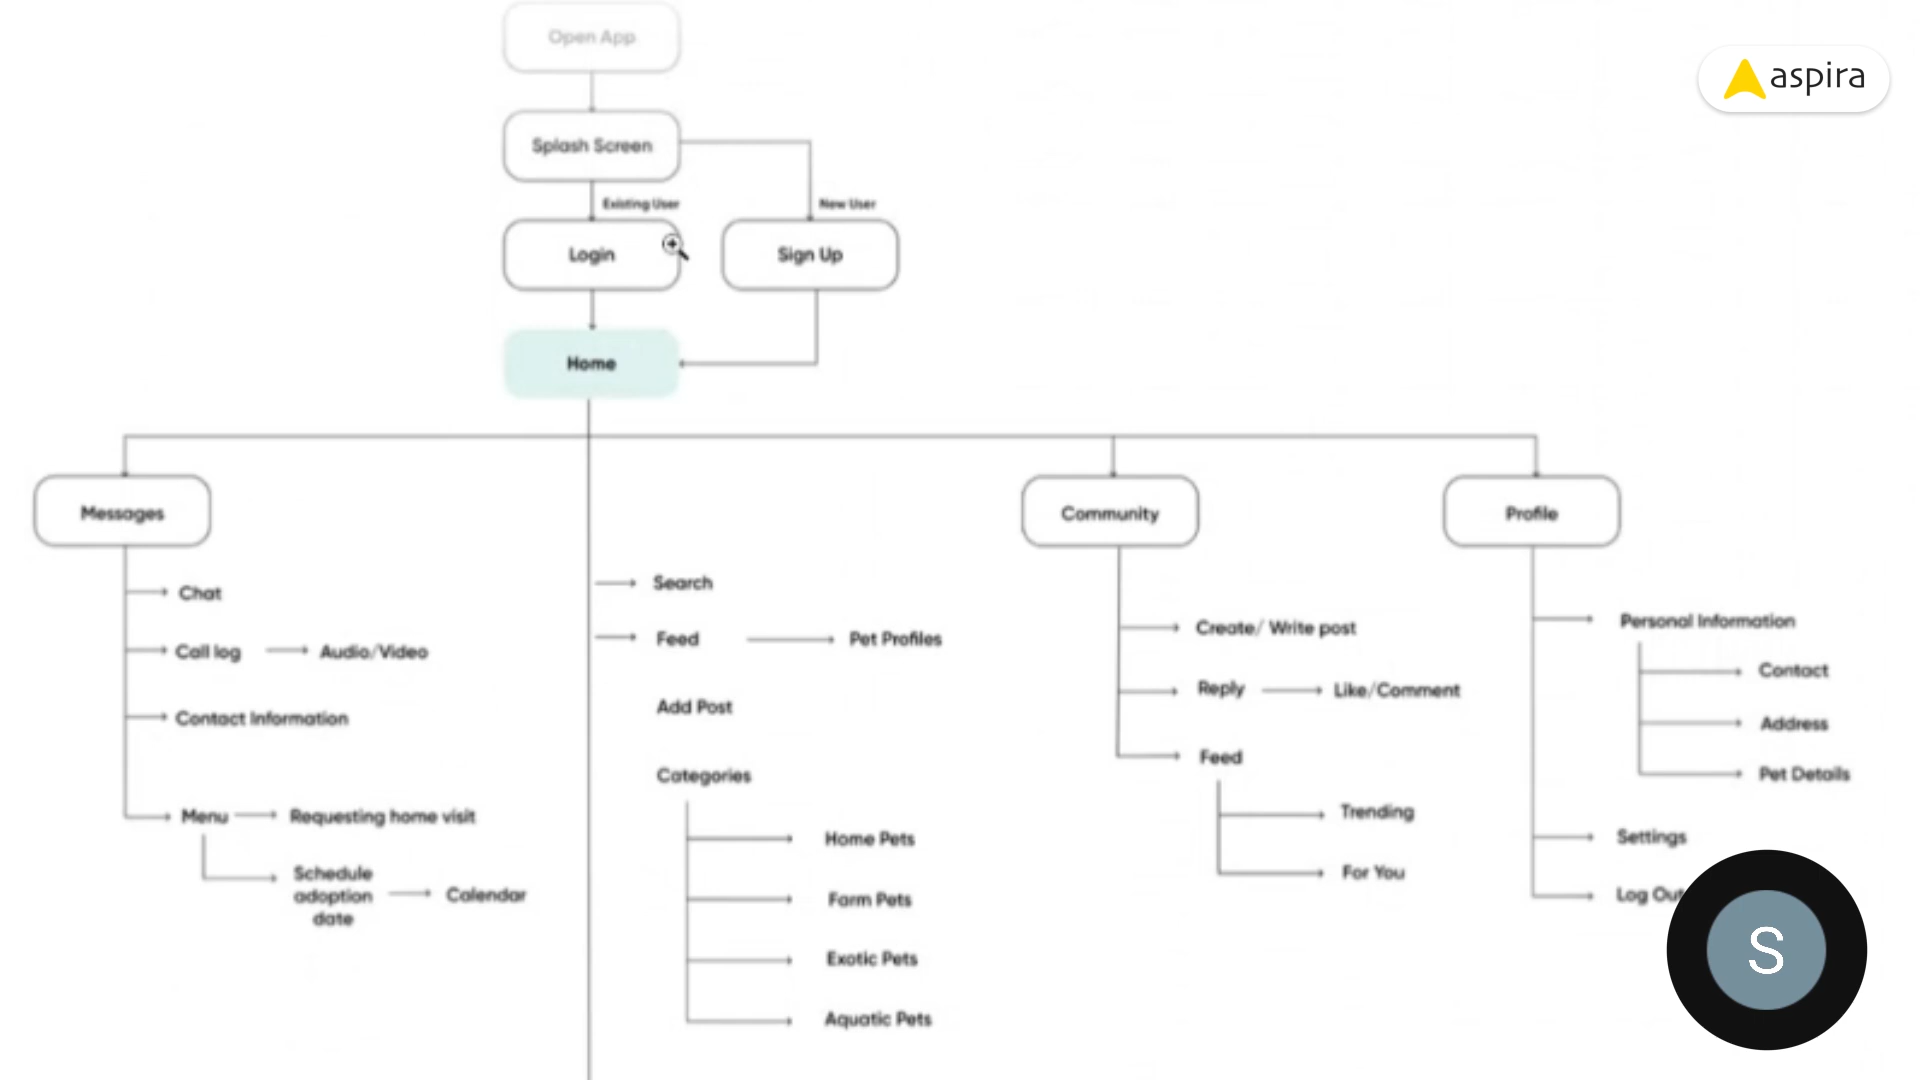 Open App
aspira
Splash Screen
Existing User
New User
Login
Sign Up
Home
Messages
Community
Profile
Chat
Call log
Audio/Video
Contact Information
Menu
Requesting home visit
Schedule
adoption
date
Calendar
Search
Feed
Pet Profiles
Add Post
Categories
Home Pets
Farm Pets
Exotic Pets
Aquatic Pets
Create/ Write post
Reply
Like/Comment
Feed
Trending
For You
Personal Information
Contact
Address
Pet Details
Settings
Log Out
S